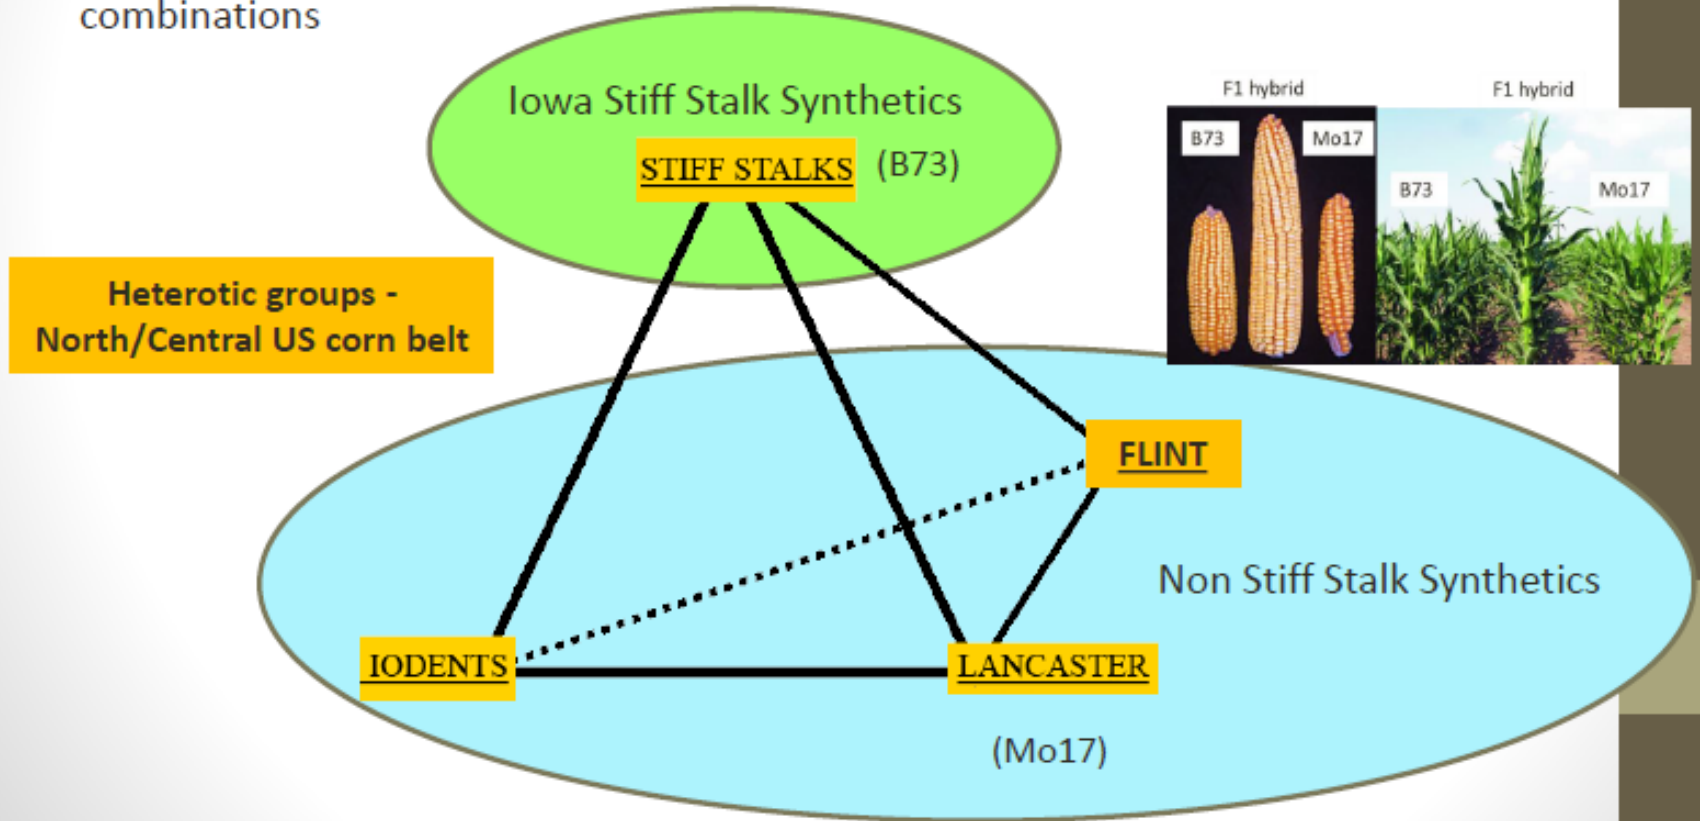 combinations
Iowa Stiff Stalk Synthetics
STIFF STALKS (B73)
F1 hybrid
F1 hybrid
B73
Mo17
B73
Mo17
Heterotic groups -
North/Central US corn belt
FLINT
Non Stiff Stalk Synthetics
IODENTS
LANCASTER
(Mo17)